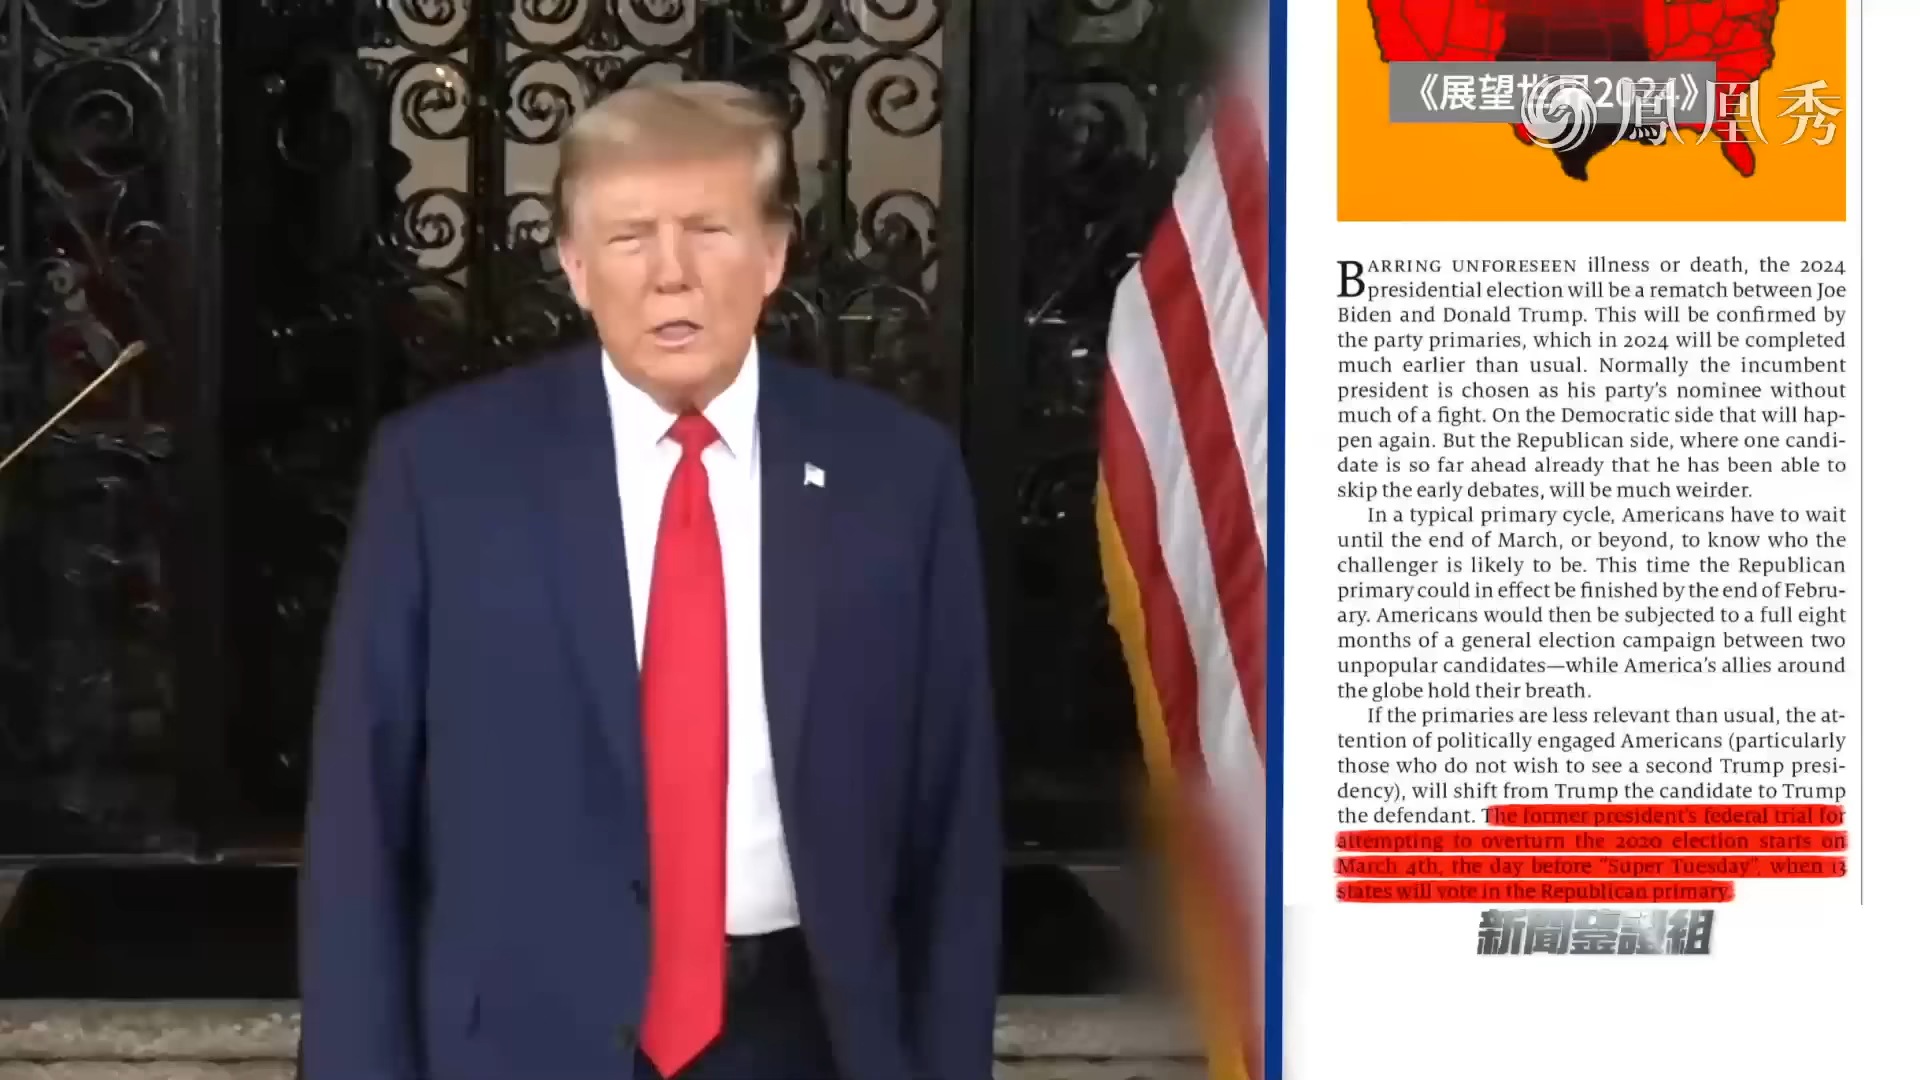 《展望世界2024》
鳳凰秀
BARRING UNFORESEEN illness or death, the 2024
presidential election will be a rematch between Joe
Biden and Donald Trump. This will be confirmed by
the party primaries, which in 2024 will be completed
much earlier than usual. Normally the incumbent
president is chosen as his party's nominee without
much of a fight. On the Democratic side that will hap-
pen again. But the Republican side, where one candi-
date is so far ahead already that he has been able to
skip the early debates, will be much weirder.
In a typical primary cycle, Americans have to wait
until the end of March, or beyond, to know who the
challenger is likely to be. This time the Republican
primary could in effect be finished by the end of Febru-
ary. Americans would then be subjected to a full eight
months of a general election campaign between two
unpopular candidates—while America's allies around
the globe hold their breath.
If the primaries are less relevant than usual, the at-
tention of politically engaged Americans (particularly
those who do not wish to see a second Trump presi-
dency), will shift from Trump the candidate to Trump
the defendant. The former president's federal trial for
attempting to overturn the 2020 election starts on
March 4th, the day before “Super Tuesday”, when 13
states will vote in the Republican primary.
新聞鑒證組